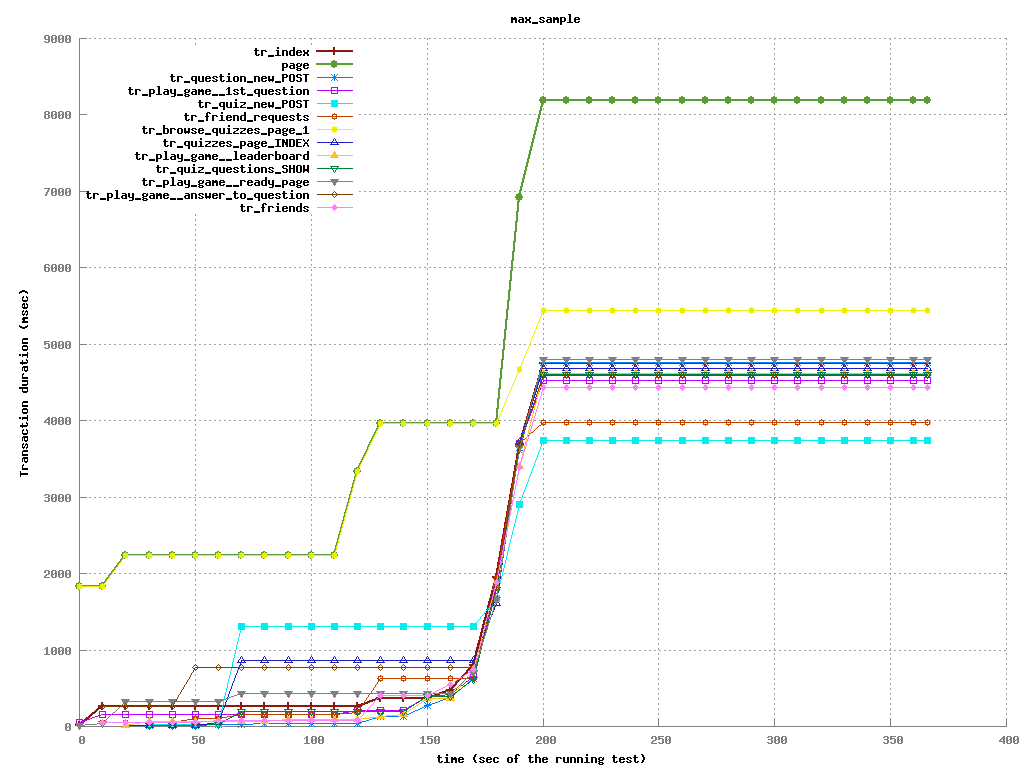 max_sample
9000
8000
7000
6000
5000
4000
3000
2000
1000
0
Transaction duration (msec)
tr_index
page
tr_question_new_POST
tr_play_game__1st_question
tr_quiz_new_POST
tr_friend_requests
tr_browse_quizzes_page_1
tr_quizzes_page_INDEX
tr_play_game__leaderboard
tr_quiz_questions_SHOW
tr_play_game__ready_page
tr_play_game__answer_to_question
tr_friends
0 50 100 150 200 250 300 350 400
time (sec of the running test)